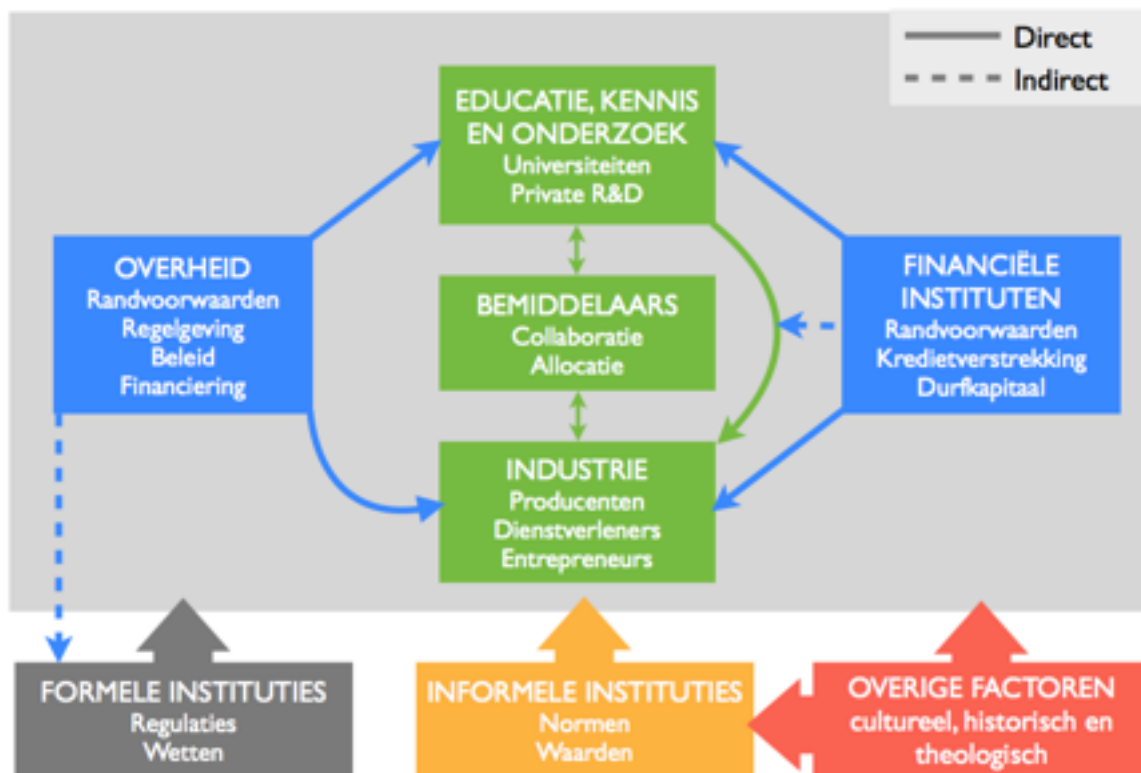 Direct
Indirect
EDUCATIE, KENNIS
EN ONDERZOEK
Universiteiten
Private R&D
OVERHEID
Randvoorwaarden
Regelgeving
Beleid
Financiering
BEMIDDELAARS
Collaboratie
Allocatie
FINANCIËLE
INSTITUTEN
Randvoorwaarden
Kredietverstrekking
Durfkapitaal
INDUSTRIE
Producenten
Dienstverleners
Entrepreneurs
FORMELE INSTITUTIES
Regulaties
Wetten
INFORMELE INSTITUTIES
Normen
Waarden
OVERIGE FACTOREN
cultureel, historisch en
theologisch